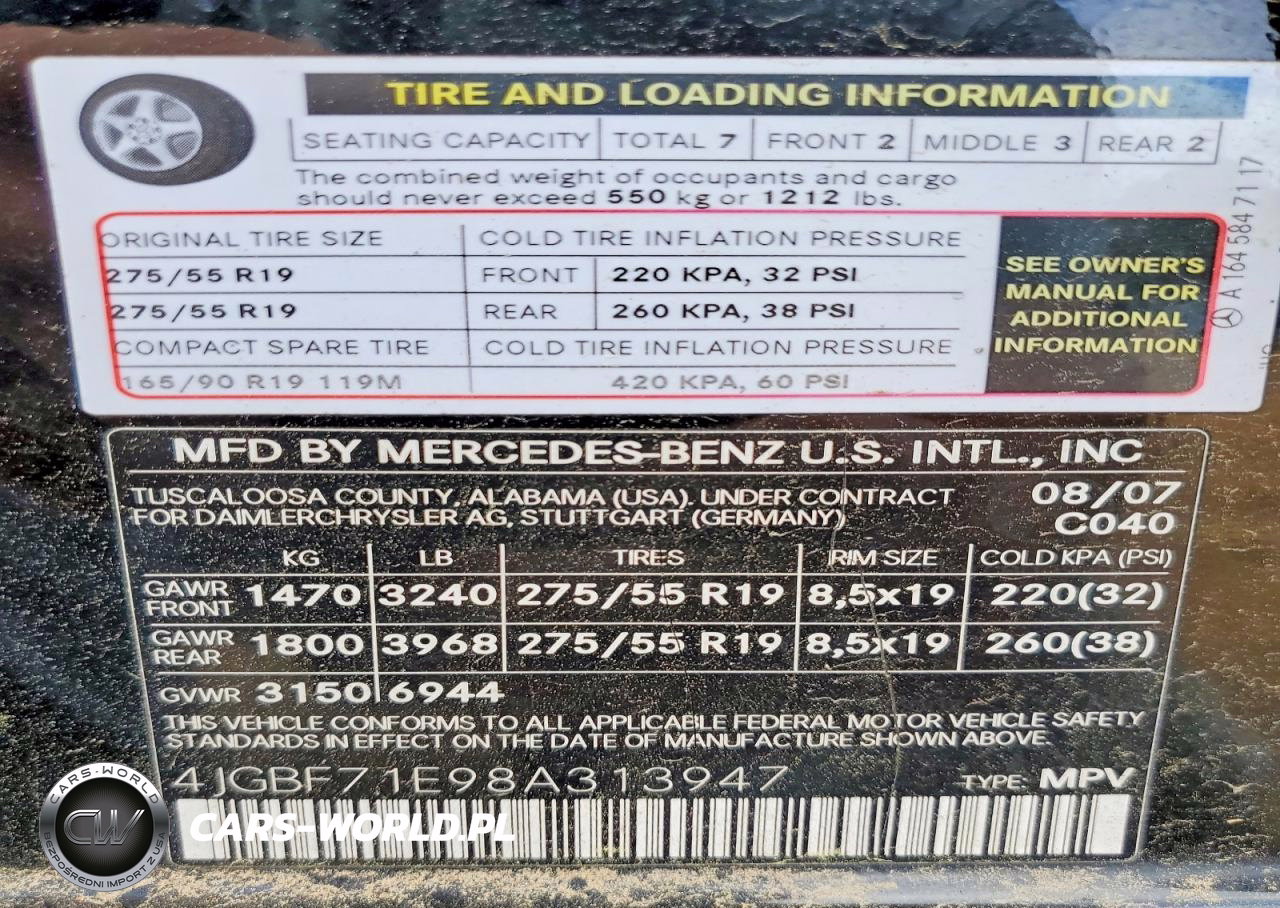 TIRE AND LOADING INFORMATION
SEATING CAPACITY TOTAL 7 FRONT 2 MIDDLE 3 REAR 2
The combined weight of occupants and cargo
should never exceed 550 kg or 1212 lbs.
ORIGINAL TIRE SIZE COLD TIRE INFLATION PRESSURE
275/55 R19 FRONT 220 KPA, 32 PSI
275/55 R19 REAR 260 KPA, 38 PSI
COMPACT SPARE TIRE COLD TIRE INFLATION PRESSURE
165/90 R19 119M 420 KPA, 60 PSI
SEE OWNER'S
MANUAL FOR
ADDITIONAL
INFORMATION
A 164 584 71 17
MFD BY MERCEDES-BENZ U.S. INTL., INC
TUSCALOOSA COUNTY, ALABAMA (USA). UNDER CONTRACT 08/07
FOR DAIMLERCHRYSLER AG, STUTTGART (GERMANY) C040
KG LB TIRES RIM SIZE COLD KPA (PSI)
GAWR FRONT 1470 3240 275/55 R19 8,5x19 220(32)
GAWR REAR 1800 3968 275/55 R19 8,5x19 260(38)
GVWR 3150 6944
THIS VEHICLE CONFORMS TO ALL APPLICABLE FEDERAL MOTOR VEHICLE SAFETY
STANDARDS IN EFFECT ON THE DATE OF MANUFACTURE SHOWN ABOVE.
4JGBF71E98A313947 TYPE: MPV
CARS-WORLD
CW
BEZPOŚREDNI IMPORT Z USA
CARS-WORLD.PL